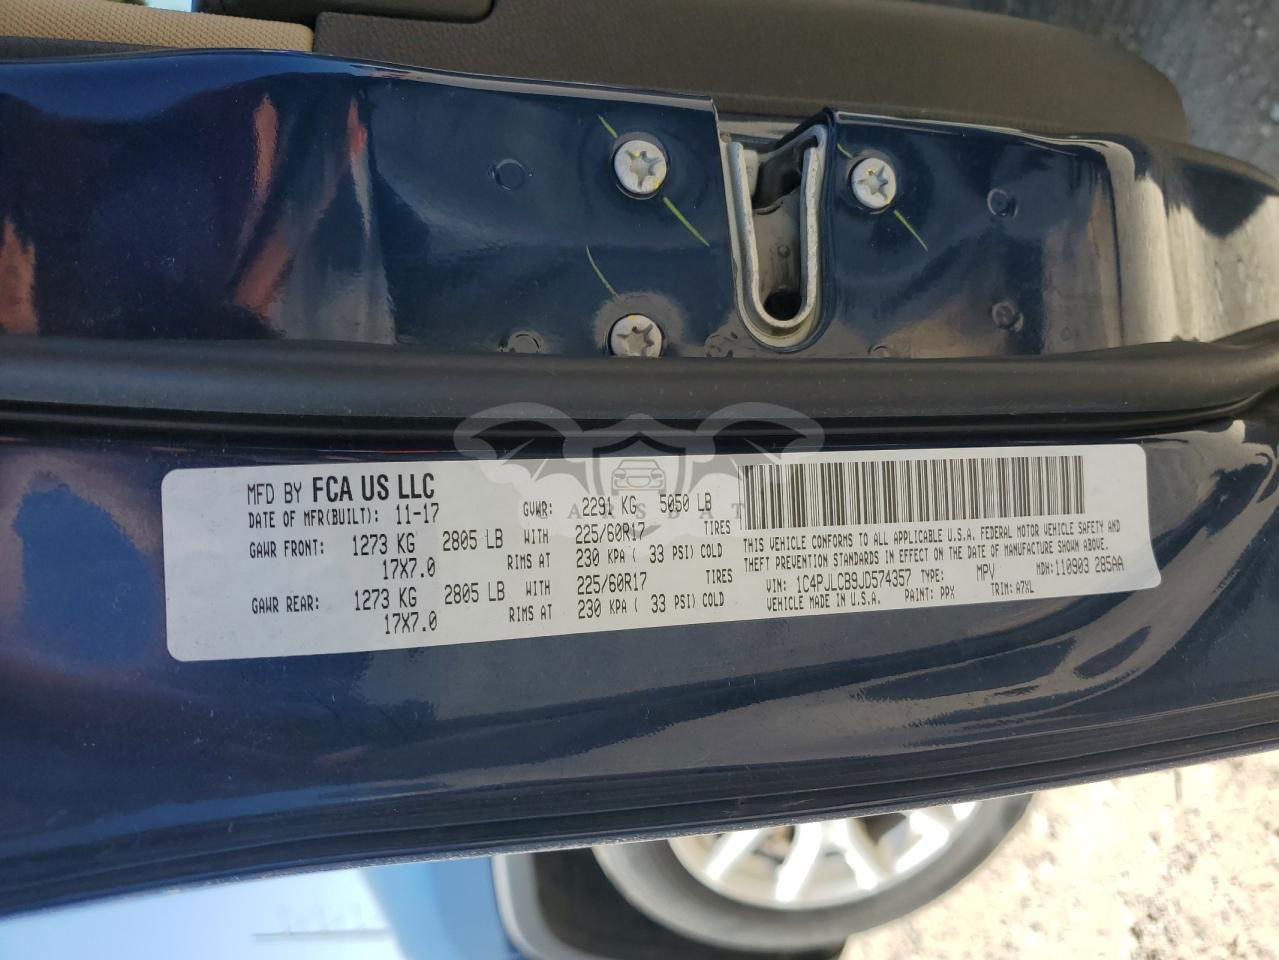 MFD BY FCA US LLC
DATE OF MFR(BUILT): 11-17
GVWR: 2291 KG 5050 LB
GAWR FRONT: 1273 KG 2805 LB WITH 225/60R17 TIRES
17X7.0 RIMS AT 230 KPA ( 33 PSI) COLD
GAWR REAR: 1273 KG 2805 LB WITH 225/60R17 TIRES
17X7.0 RIMS AT 230 KPA ( 33 PSI) COLD
THIS VEHICLE CONFORMS TO ALL APPLICABLE U.S.A. FEDERAL MOTOR VEHICLE SAFETY AND
THEFT PREVENTION STANDARDS IN EFFECT ON THE DATE OF MANUFACTURE SHOWN ABOVE.
VIN: 1C4PJLCB9JD574357 TYPE: MPV MDH:110903 285AA
VEHICLE MADE IN U.S.A. PAINT: PPX TRIM: A7XL